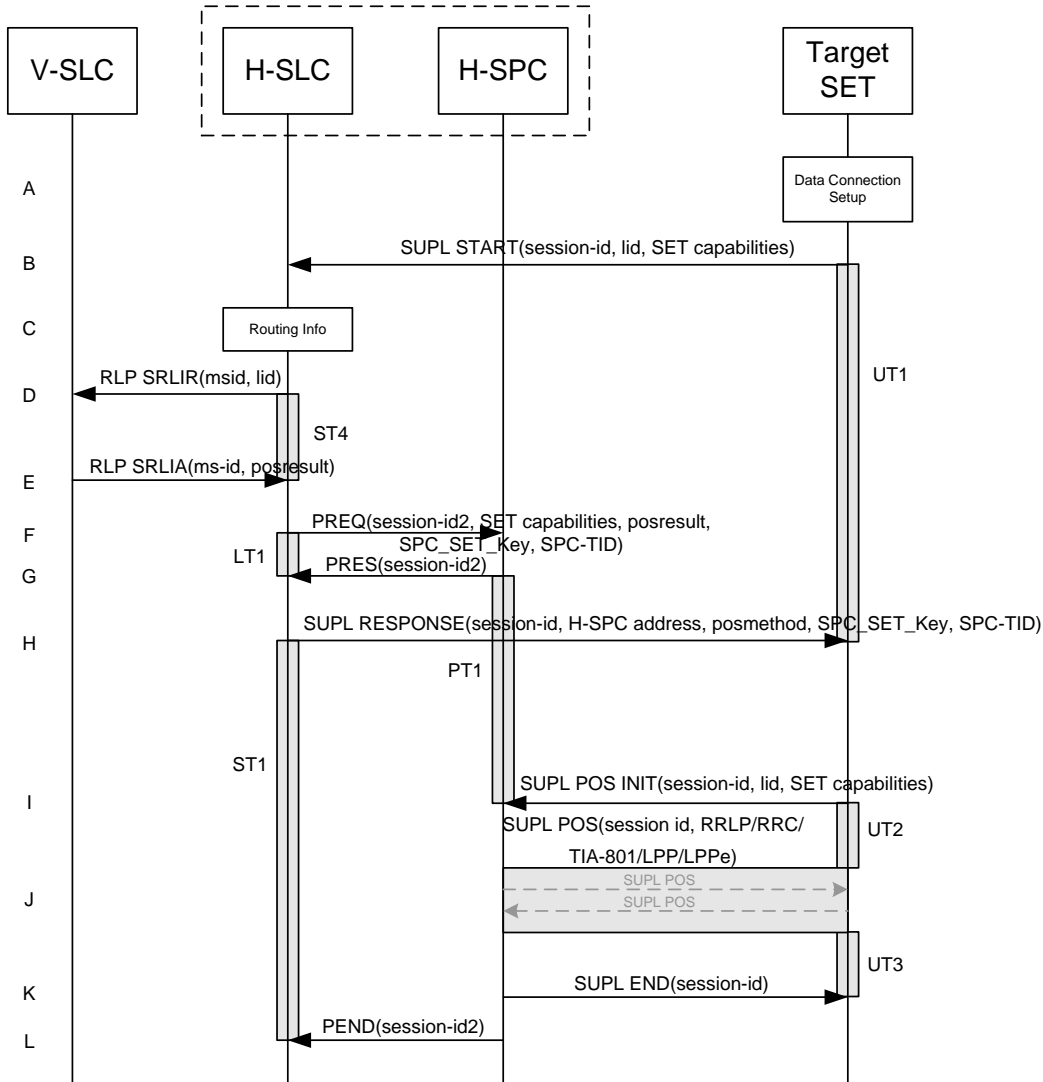 V-SLC
H-SLC
H-SPC
Target
SET
A
Data Connection
Setup
B
SUPL START(session-id, lid, SET capabilities)
C
Routing Info
UT1
D
RLP SRLIR(msid, lid)
ST4
E
RLP SRLIA(ms-id, posresult)
F
PREQ(session-id2, SET capabilities, posresult,
SPC_SET_Key, SPC-TID)
LT1
G
PRES(session-id2)
H
SUPL RESPONSE(session-id, H-SPC address, posmethod, SPC_SET_Key, SPC-TID)
PT1
ST1
I
SUPL POS INIT(session-id, lid, SET capabilities)
SUPL POS(session id, RRLP/RRC/
TIA-801/LPP/LPPe)
UT2
J
SUPL POS
SUPL POS
UT3
K
SUPL END(session-id)
L
PEND(session-id2)